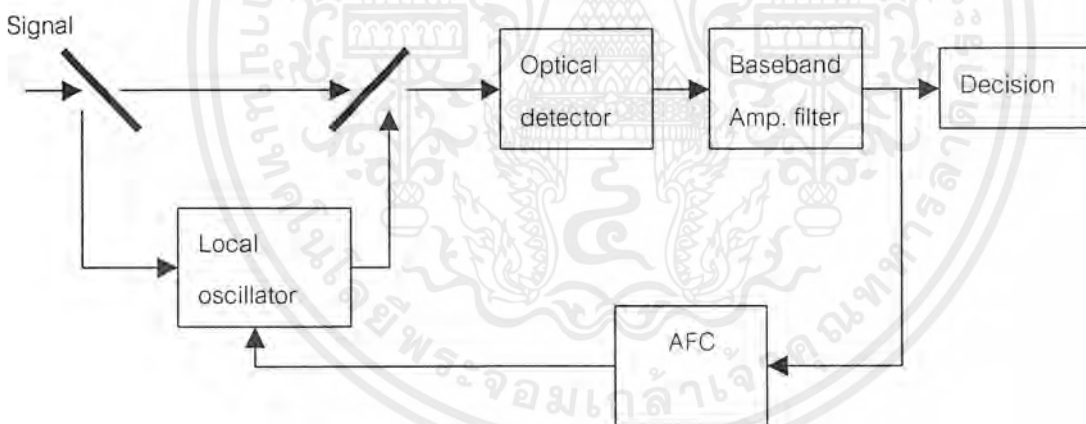 Signal
Optical
detector
Baseband
Amp. filter
Decision
Local
oscillator
AFC